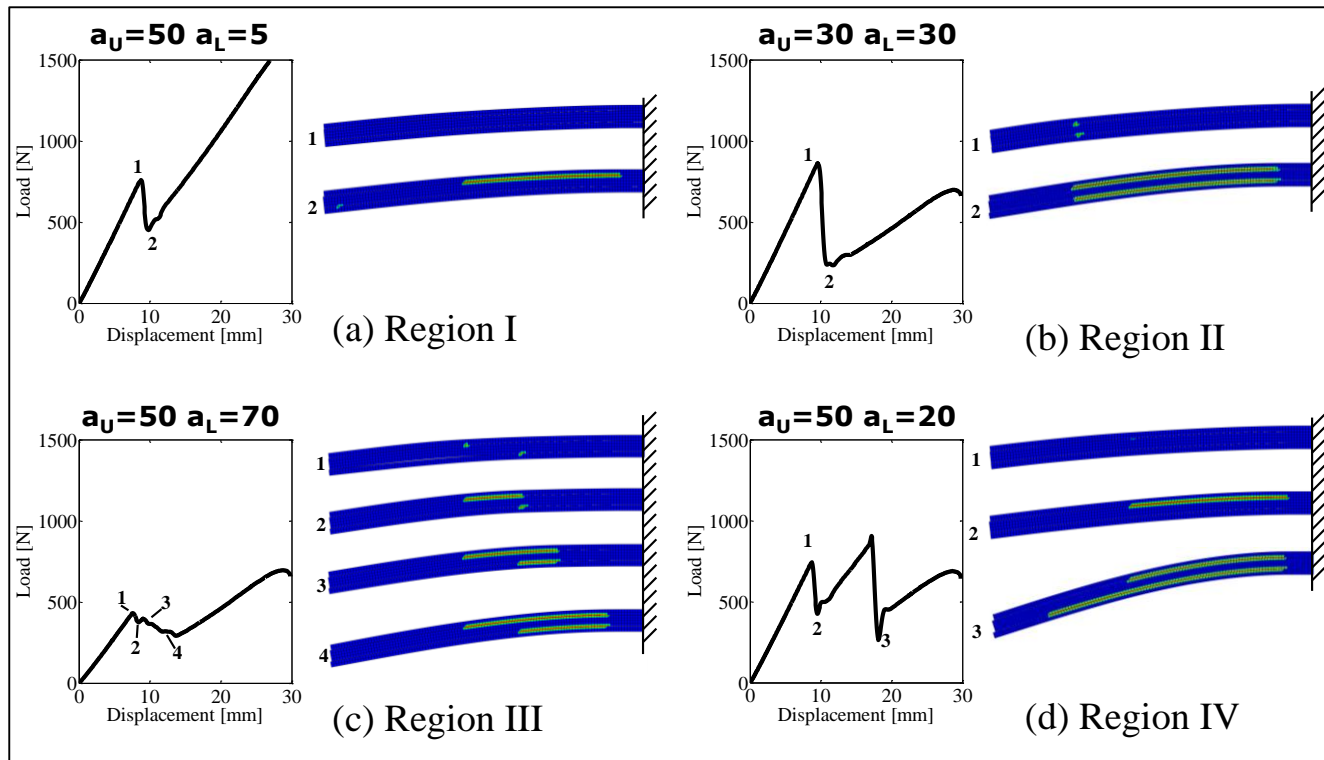 a_U=50 a_L=5
1500
1000
500
0
Load [N]
1
2
0 10 20 30
Displacement [mm]
1
2
(a) Region I
a_U=30 a_L=30
1500
1000
500
0
Load [N]
1
2
0 10 20 30
Displacement [mm]
1
2
(b) Region II
a_U=50 a_L=70
1500
1000
500
0
Load [N]
1
2
3
4
0 10 20 30
Displacement [mm]
1
2
3
4
(c) Region III
a_U=50 a_L=20
1500
1000
500
0
Load [N]
1
2
3
0 10 20 30
Displacement [mm]
1
2
3
(d) Region IV